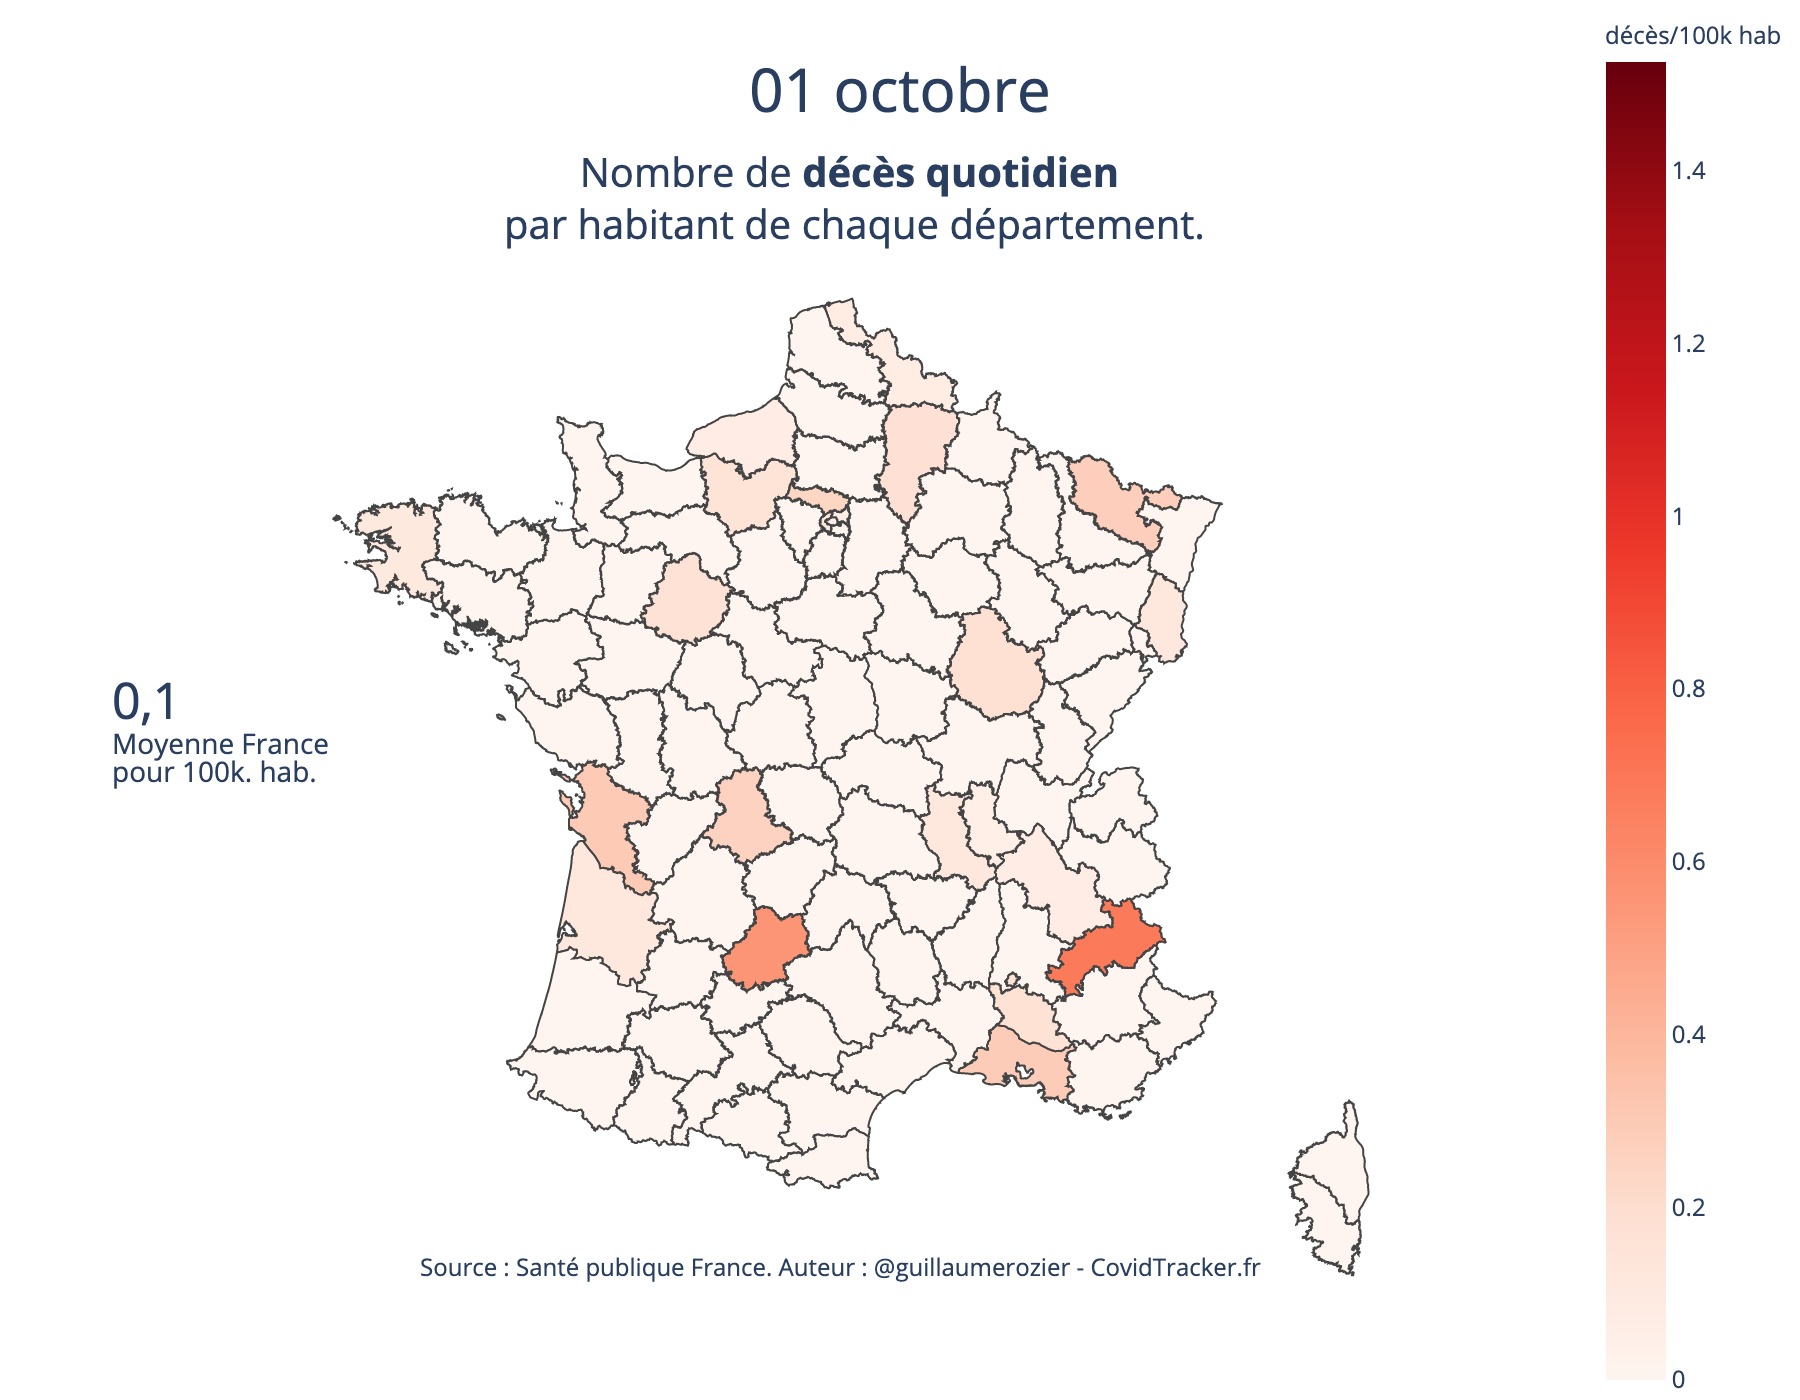 décès/100k hab
01 octobre
Nombre de décès quotidien
par habitant de chaque département.
1.4
1.2
1
0.8
0.6
0.4
0.2
0
0,1
Moyenne France
pour 100k. hab.
Source : Santé publique France. Auteur : @guillaumerozier - CovidTracker.fr